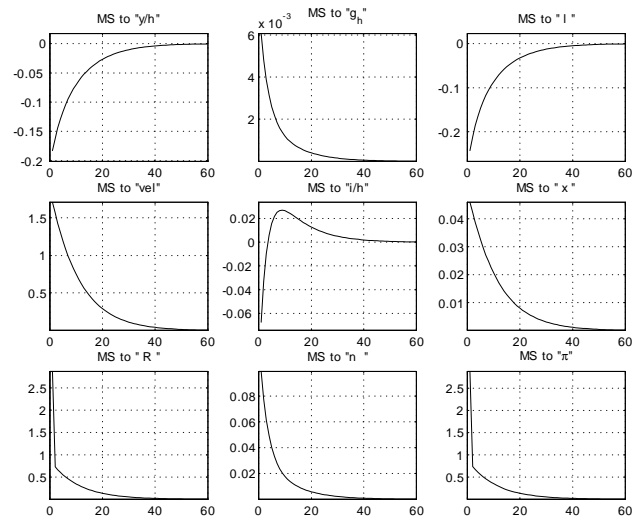 MS to "y/h"
0
-0.05
-0.1
-0.15
-0.2
0 20 40 60
MS to "g_h"
x 10^-3
6
4
2
0 20 40 60
MS to " l "
0
-0.1
-0.2
0 20 40 60
MS to "vel"
1.5
1
0.5
0 20 40 60
MS to "i/h"
0.02
0
-0.02
-0.04
-0.06
0 20 40 60
MS to " x "
0.04
0.03
0.02
0.01
0 20 40 60
MS to " R "
2.5
2
1.5
1
0.5
0 20 40 60
MS to "n "
0.08
0.06
0.04
0.02
0 20 40 60
MS to "π"
2.5
2
1.5
1
0.5
0 20 40 60